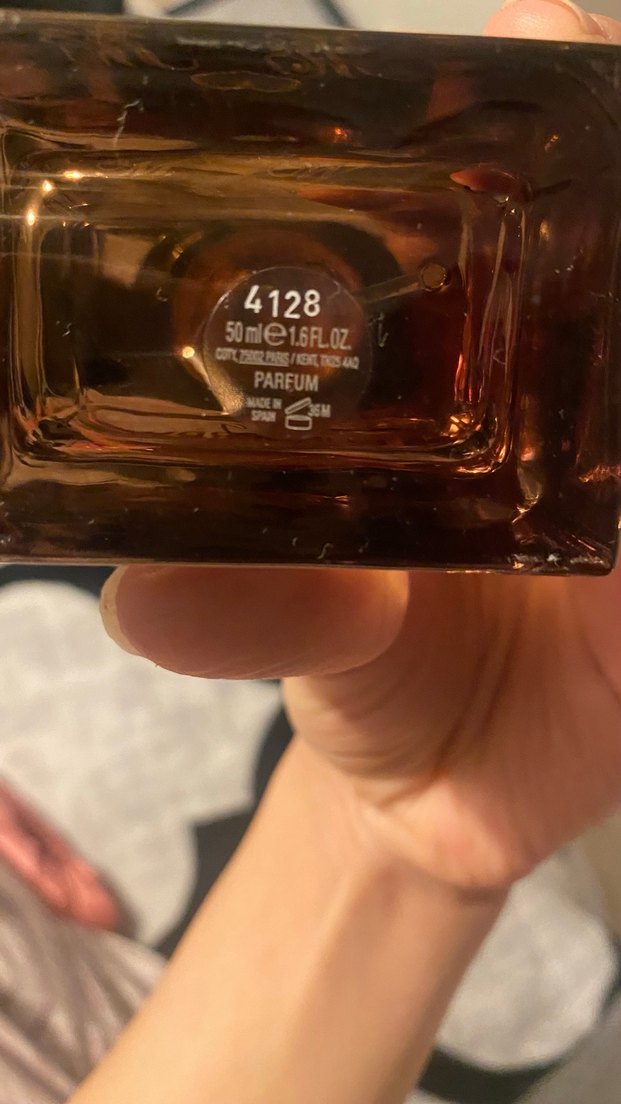 4128
50 ml e 1.6 FL.OZ.
COTY, 75002 PARIS / KENT, TN25 4AQ
PARFUM
MADE IN
SPAIN
36M